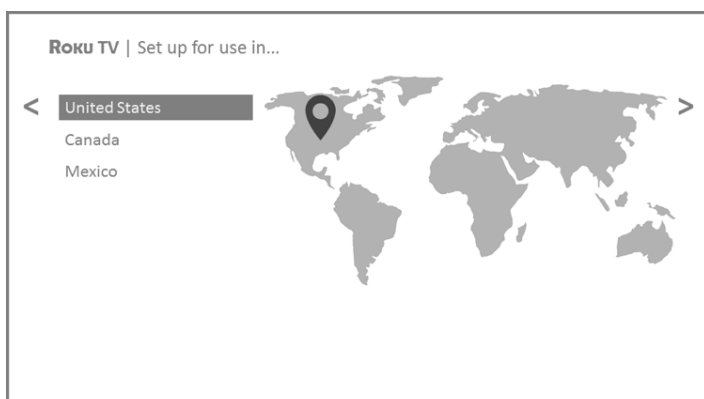 ROKU TV | Set up for use in...
< United States >
Canada
Mexico